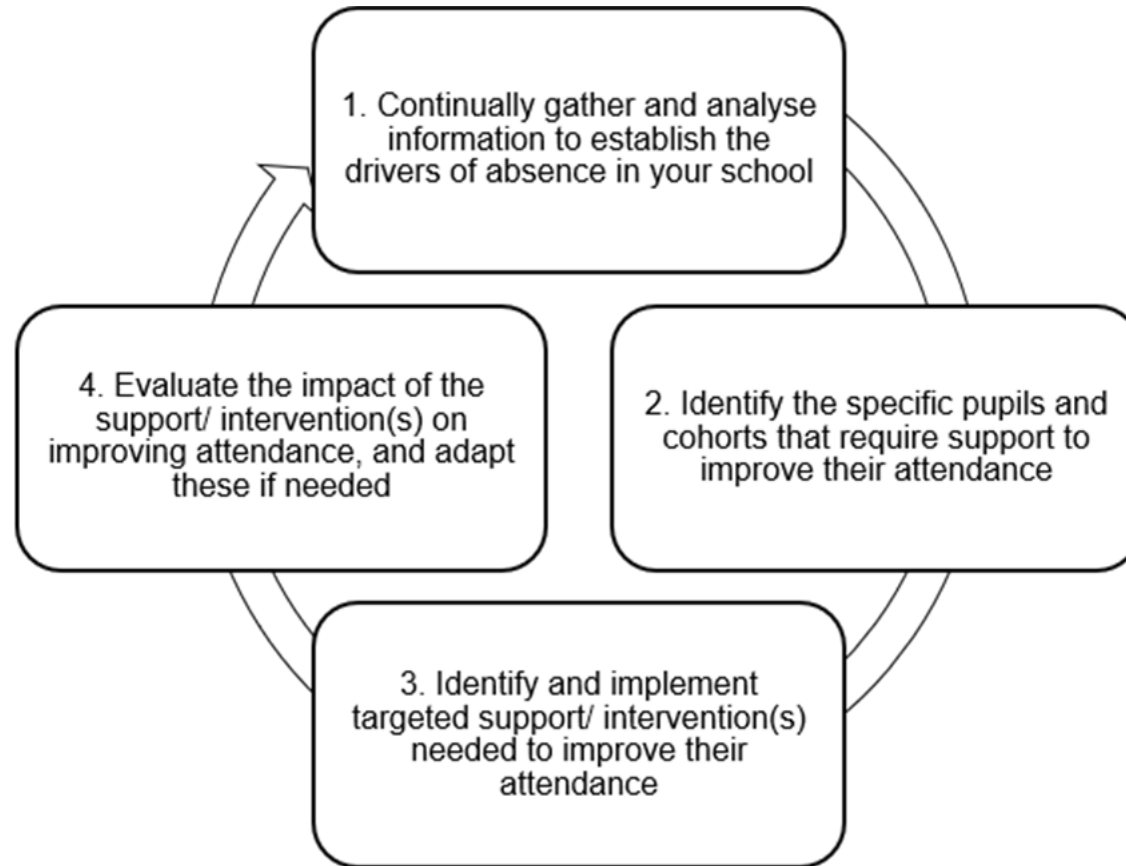 1. Continually gather and analyse
information to establish the
drivers of absence in your school
2. Identify the specific pupils and
cohorts that require support to
improve their attendance
3. Identify and implement
targeted support/ intervention(s)
needed to improve their
attendance
4. Evaluate the impact of the
support/ intervention(s) on
improving attendance, and adapt
these if needed